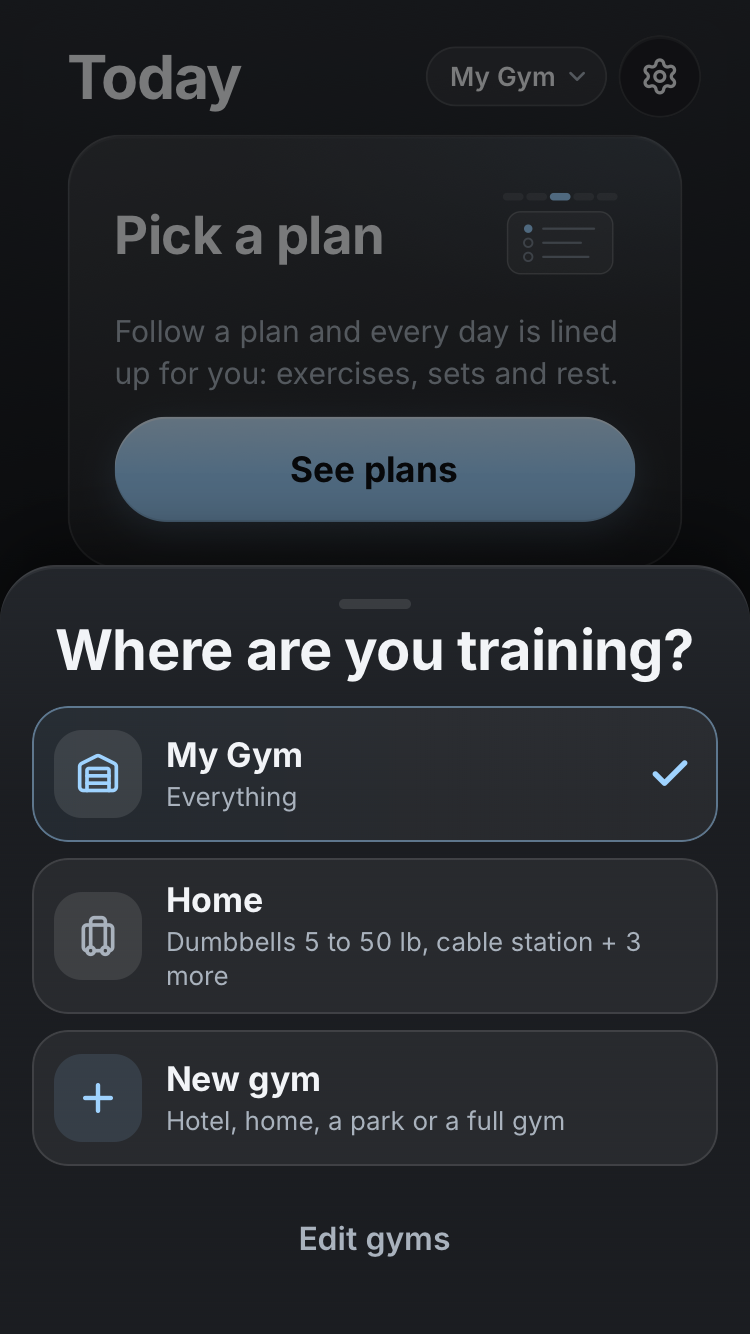 Today
My Gym
Pick a plan
Follow a plan and every day is lined
up for you: exercises, sets and rest.
See plans
Where are you training?
My Gym
Everything
Home
Dumbbells 5 to 50 lb, cable station + 3
more
New gym
Hotel, home, a park or a full gym
Edit gyms